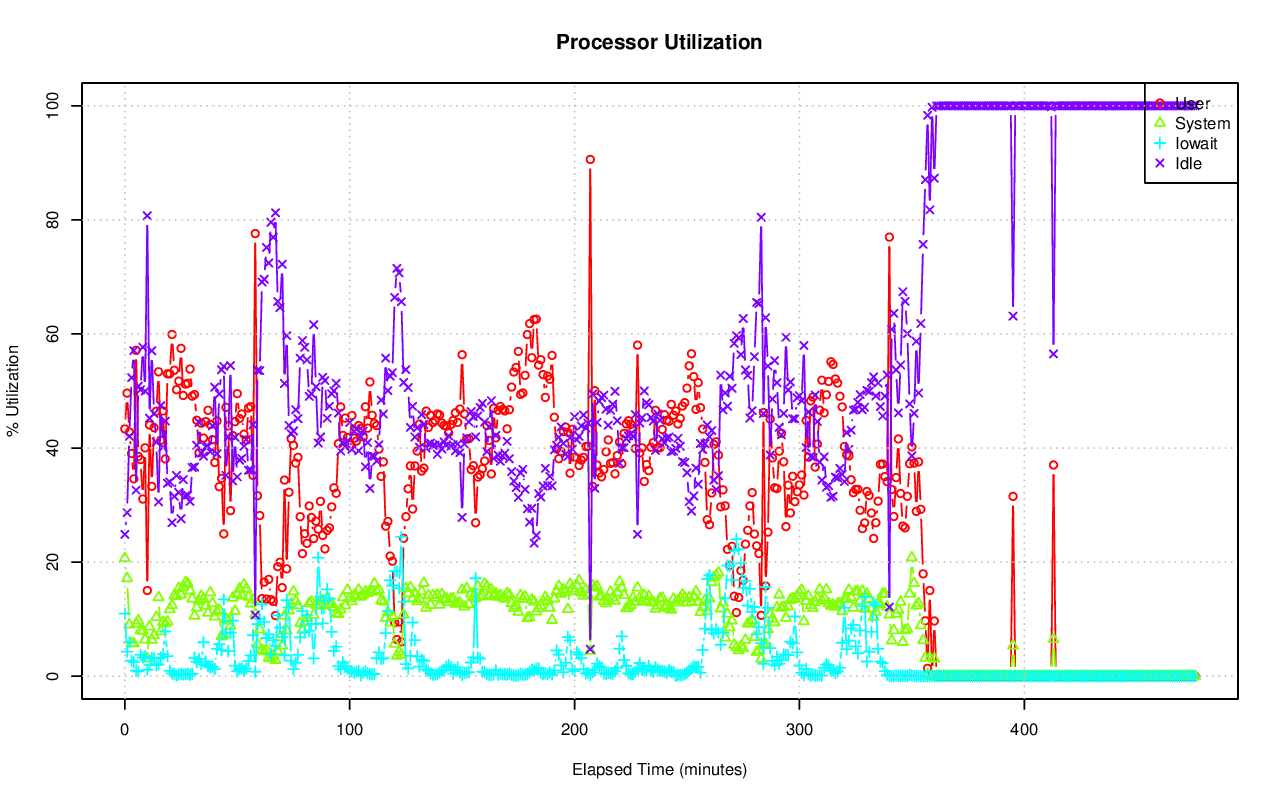 Processor Utilization
% Utilization
100
80
60
40
20
0
User
System
Iowait
Idle
0 100 200 300 400
Elapsed Time (minutes)